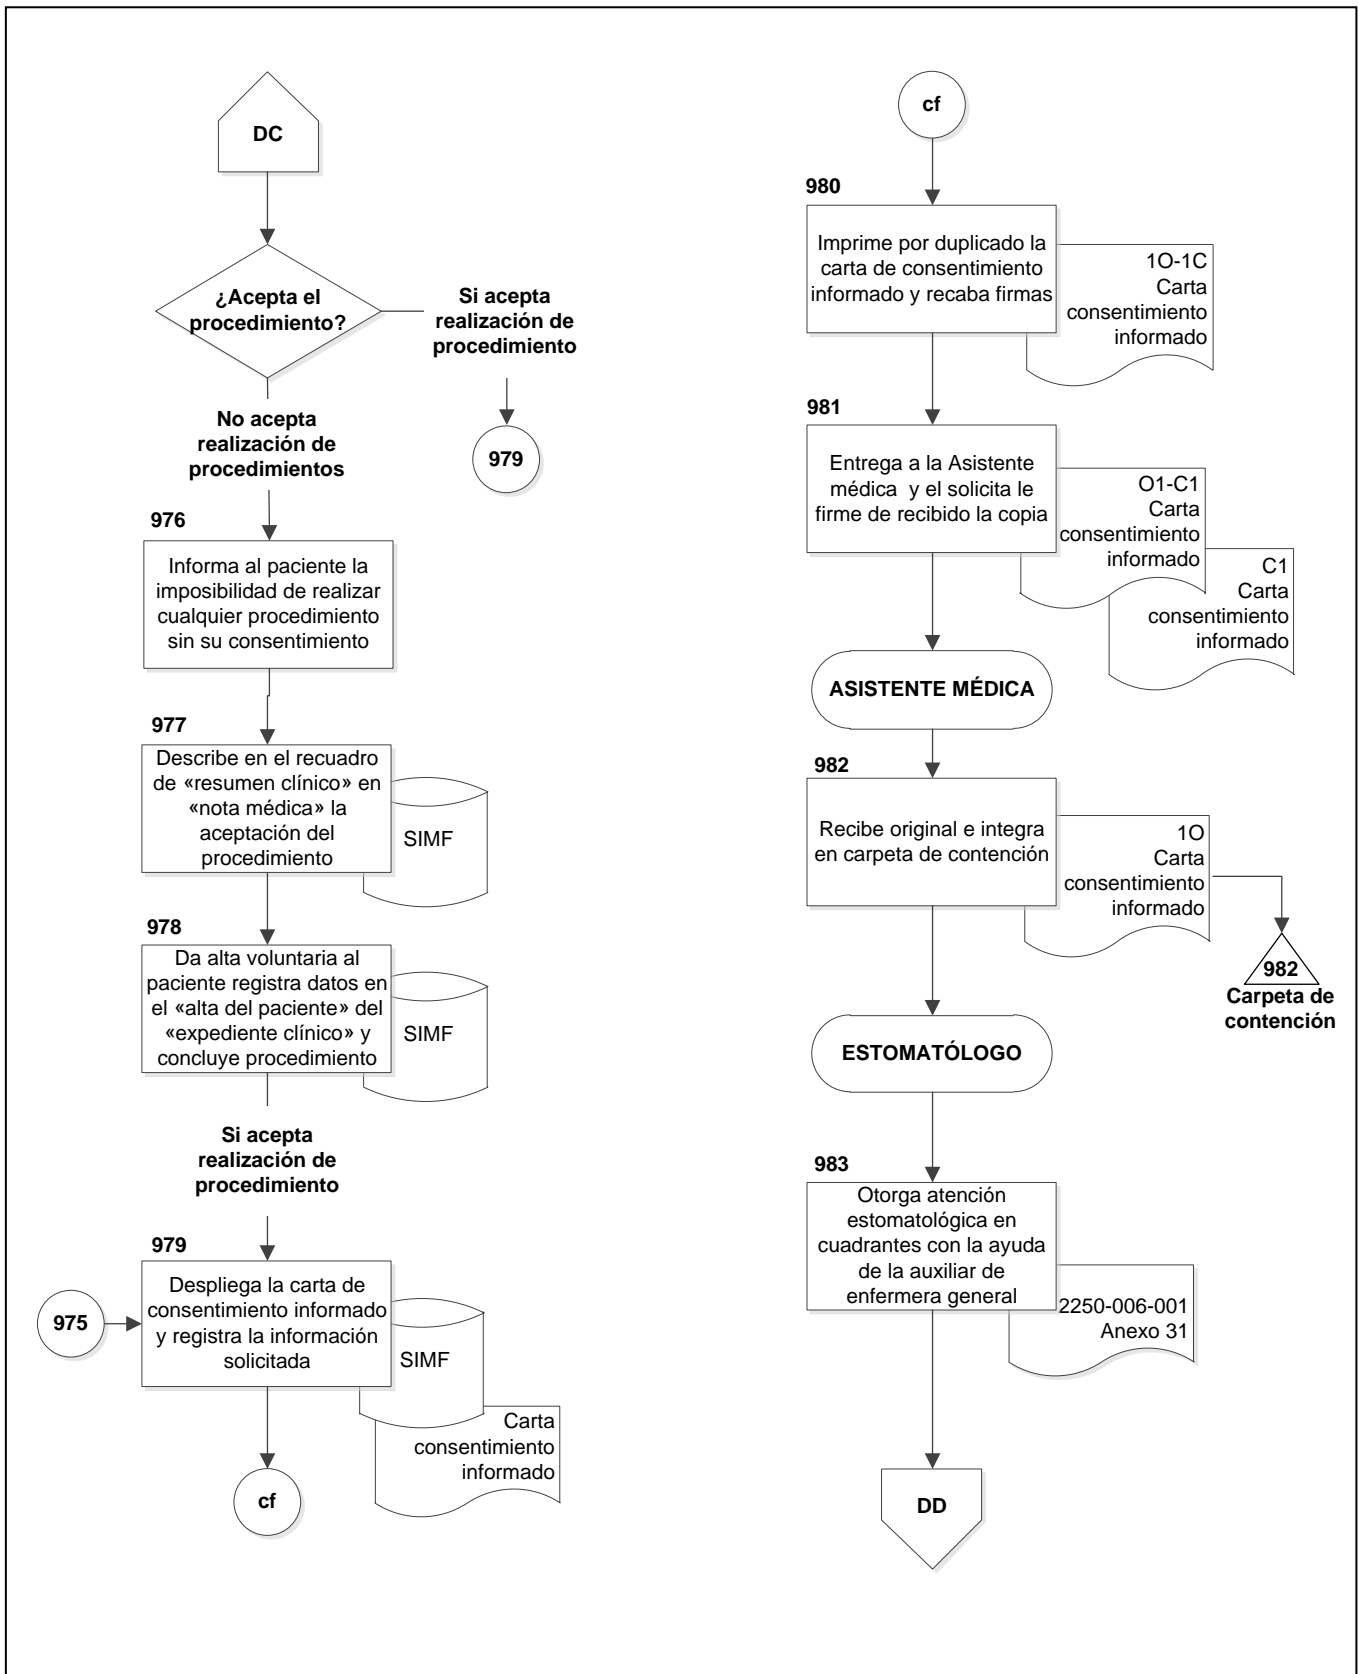 DC
¿Acepta el
procedimiento?
Si acepta
realización de
procedimiento
979
No acepta
realización de
procedimientos
976
Informa al paciente la
imposibilidad de realizar
cualquier procedimiento
sin su consentimiento
977
Describe en el recuadro
de «resumen clínico» en
«nota médica» la
aceptación del
procedimiento
SIMF
978
Da alta voluntaria al
paciente registra datos en
el «alta del paciente» del
«expediente clínico» y
concluye procedimiento
SIMF
Si acepta
realización de
procedimiento
979
975
Despliega la carta de
consentimiento informado
y registra la información
solicitada
SIMF
Carta
consentimiento
informado
cf
cf
980
Imprime por duplicado la
carta de consentimiento
informado y recaba firmas
1O-1C
Carta
consentimiento
informado
981
Entrega a la Asistente
médica y el solicita le
firme de recibido la copia
O1-C1
Carta
consentimiento
informado
C1
Carta
consentimiento
informado
ASISTENTE MÉDICA
982
Recibe original e integra
en carpeta de contención
1O
Carta
consentimiento
informado
982
Carpeta de
contención
ESTOMATÓLOGO
983
Otorga atención
estomatológica en
cuadrantes con la ayuda
de la auxiliar de
enfermera general
2250-006-001
Anexo 31
DD